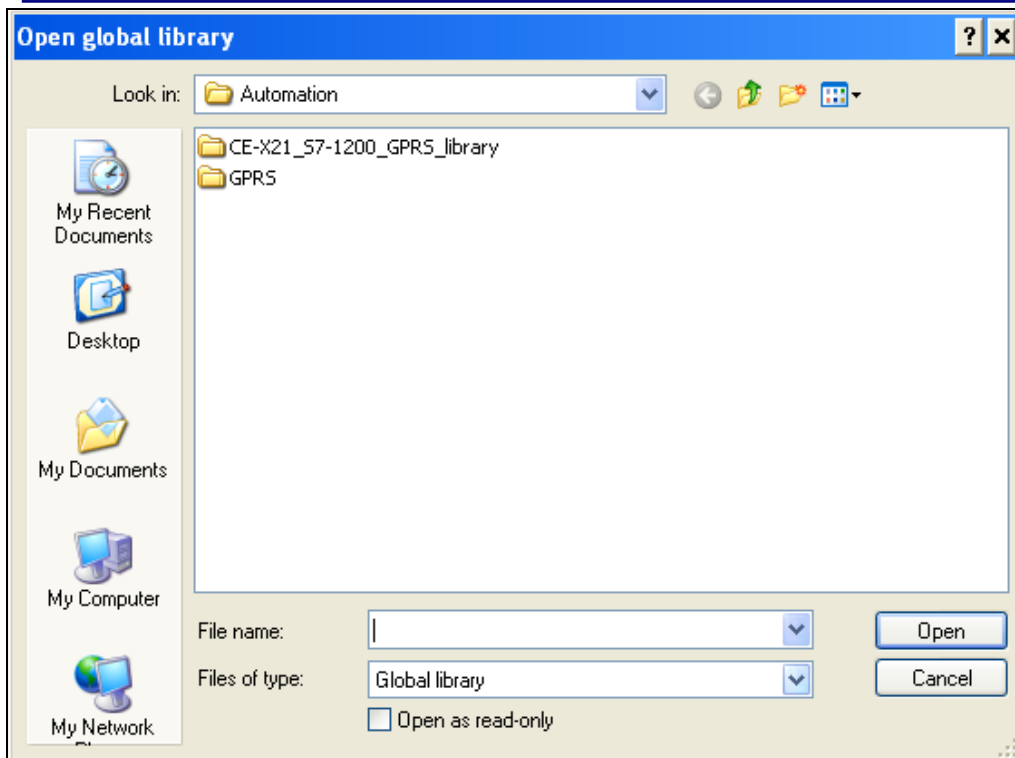 Open global library
?
Look in:
Automation
CE-X21_S7-1200_GPRS_library
GPRS
My Recent
Documents
Desktop
My Documents
My Computer
My Network
File name:
Open
Files of type:
Global library
Cancel
Open as read-only